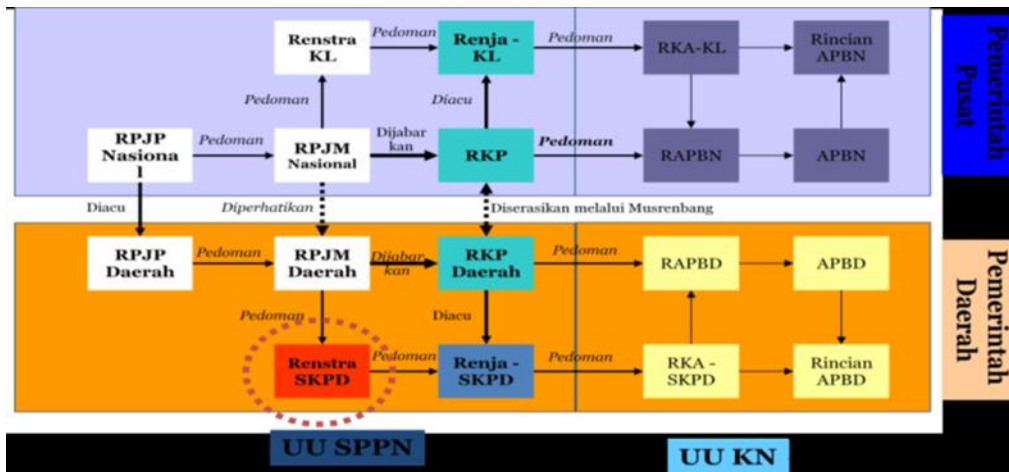 Renstra
KL
Pedoman
Renja -
KL
Pedoman
RKA-KL
Rincian
APBN
Pemerintah
Pusat
Pedoman
Diacu
RPJP
Nasiona
l
Pedoman
RPJM
Nasional
Dijabar
kan
RKP
Pedoman
RAPBN
APBN
Diacu
Diperhatikan
Diserasikan melalui Musrenbang
RPJP
Daerah
Pedoman
RPJM
Daerah
Dijabar
kan
RKP
Daerah
Pedoman
RAPBD
APBD
Pemerintah
Daerah
Pedoman
Diacu
Renstra
SKPD
Pedoman
Renja -
SKPD
Pedoman
RKA -
SKPD
Rincian
APBD
UU SPPN
UU KN